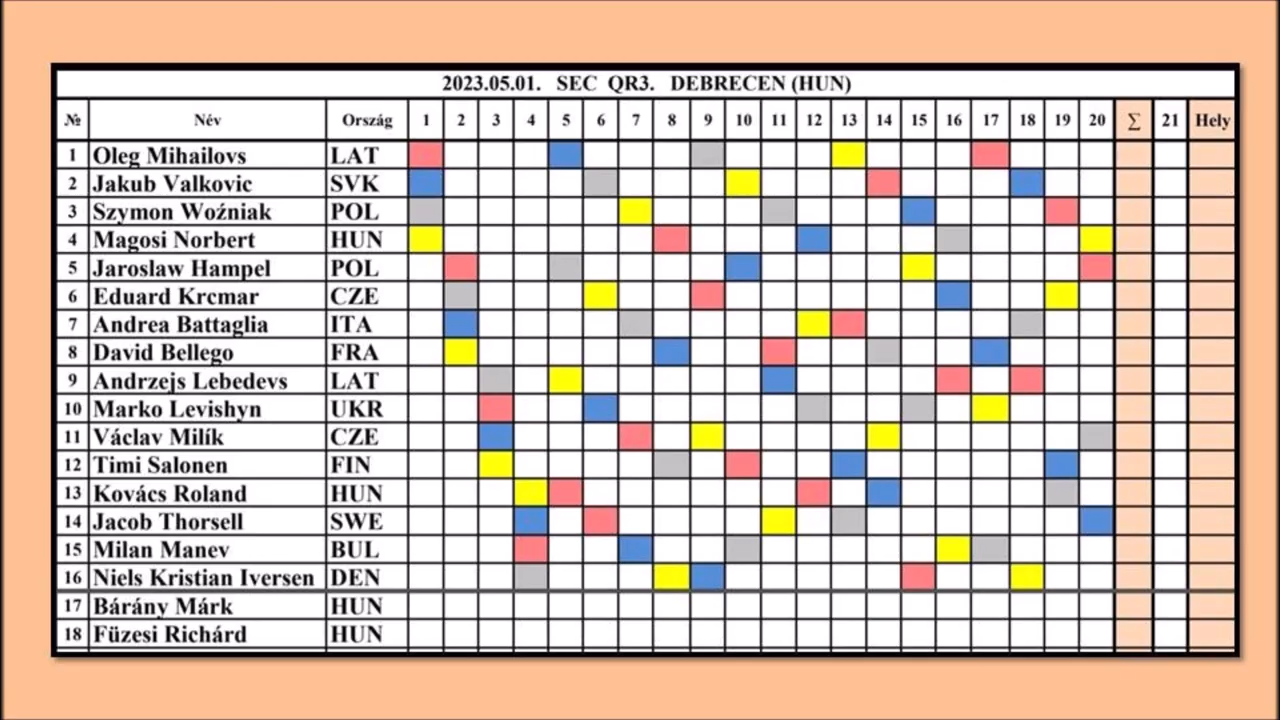 2023.05.01. SEC QR3. DEBRECEN (HUN)
№ Név Ország 1 2 3 4 5 6 7 8 9 10 11 12 13 14 15 16 17 18 19 20 ∑ 21 Hely
1 Oleg Mihailovs LAT
2 Jakub Valkovic SVK
3 Szymon Woźniak POL
4 Magosi Norbert HUN
5 Jaroslaw Hampel POL
6 Eduard Krcmar CZE
7 Andrea Battaglia ITA
8 David Bellego FRA
9 Andrzejs Lebedevs LAT
10 Marko Levishyn UKR
11 Václav Milík CZE
12 Timi Salonen FIN
13 Kovács Roland HUN
14 Jacob Thorsell SWE
15 Milan Manev BUL
16 Niels Kristian Iversen DEN
17 Bárány Márk HUN
18 Füzesi Richárd HUN